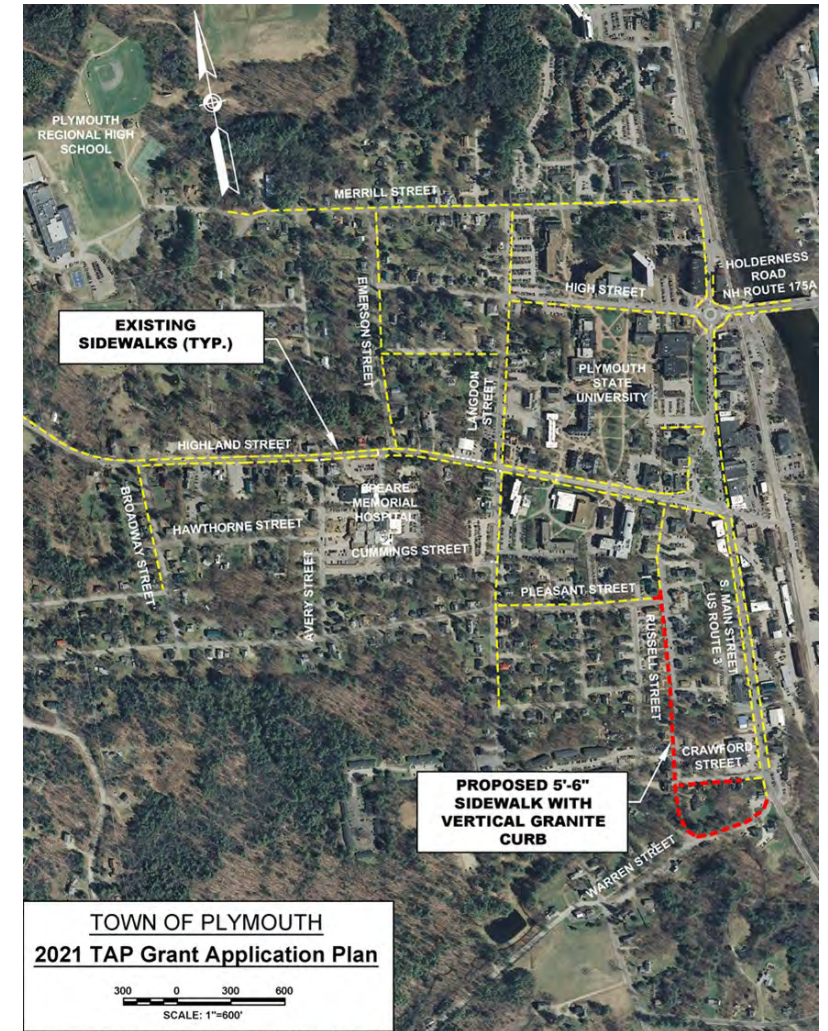 PLYMOUTH
REGIONAL HIGH
SCHOOL
MERRILL STREET
HOLDERNESS
ROAD
NH ROUTE 175A
HIGH STREET
EXISTING
SIDEWALKS (TYP.)
EMERSON STREET
LANGDON
STREET
PLYMOUTH
STATE
UNIVERSITY
HIGHLAND STREET
SPEARE
MEMORIAL
HOSPITAL
BROADWAY STREET
HAWTHORNE STREET
CUMMINGS STREET
AVERY STREET
PLEASANT STREET
RUSSELL STREET
S. MAIN STREET
US ROUTE 3
CRAWFORD
STREET
PROPOSED 5'-6"
SIDEWALK WITH
VERTICAL GRANITE
CURB
WARREN STREET
TOWN OF PLYMOUTH
2021 TAP Grant Application Plan
300 0 300 600
SCALE: 1"=600'